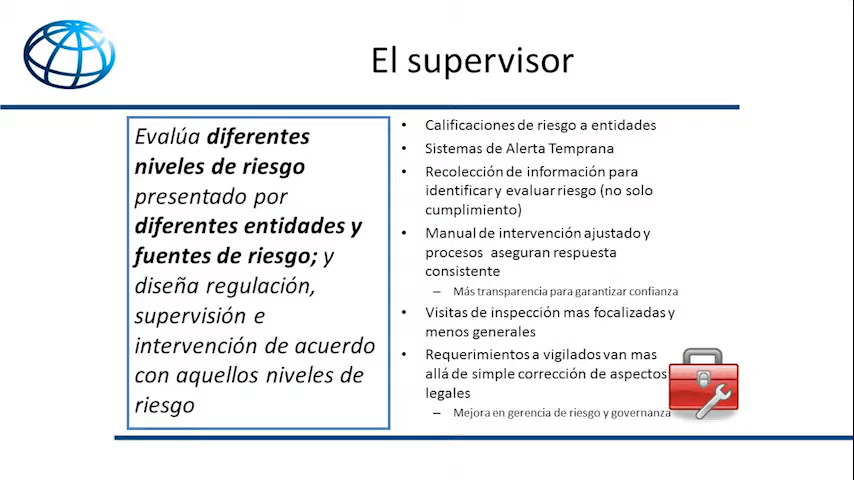 El supervisor
Evalúa diferentes
niveles de riesgo
presentado por
diferentes entidades y
fuentes de riesgo; y
diseña regulación,
supervisión e
intervención de acuerdo
con aquellos niveles de
riesgo
• Calificaciones de riesgo a entidades
• Sistemas de Alerta Temprana
• Recolección de información para
identificar y evaluar riesgo (no solo
cumplimiento)
• Manual de intervención ajustado y
procesos aseguran respuesta
consistente
– Más transparencia para garantizar confianza
• Visitas de inspección mas focalizadas y
menos generales
• Requerimientos a vigilados van mas
allá de simple corrección de aspectos
legales
– Mejora en gerencia de riesgo y governanza